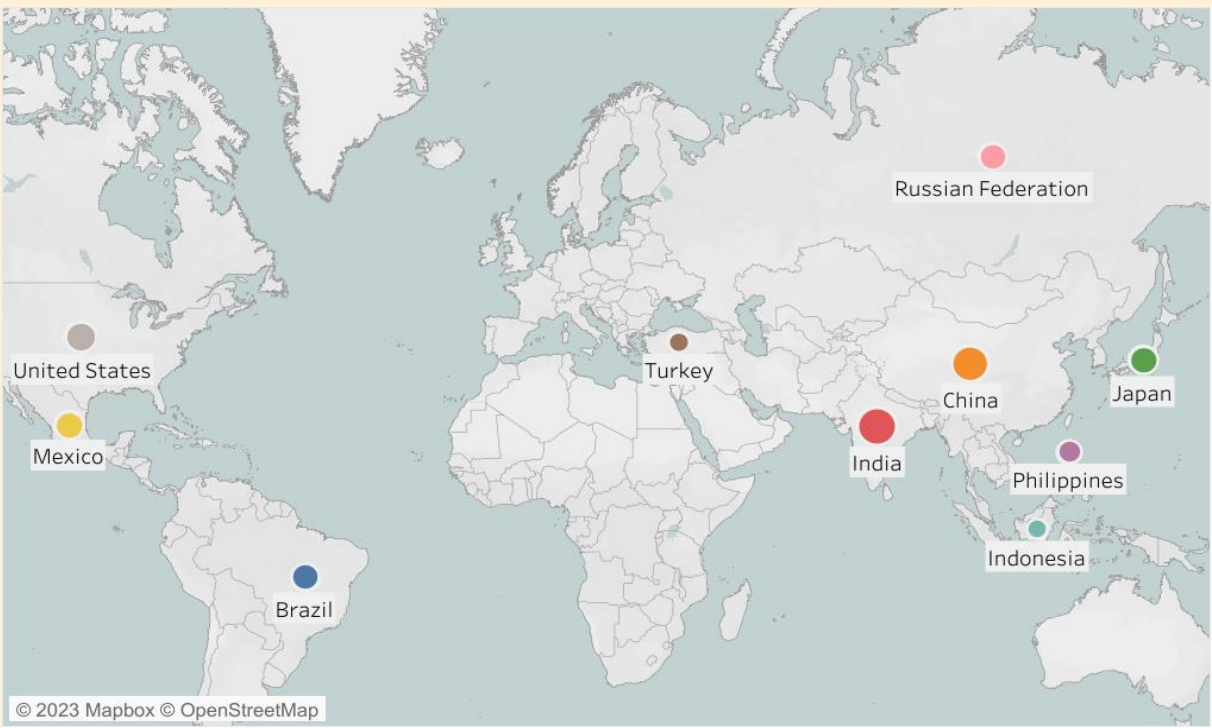 Russian Federation
United States
Turkey
China
Japan
Mexico
India
Philippines
Indonesia
Brazil
© 2023 Mapbox © OpenStreetMap